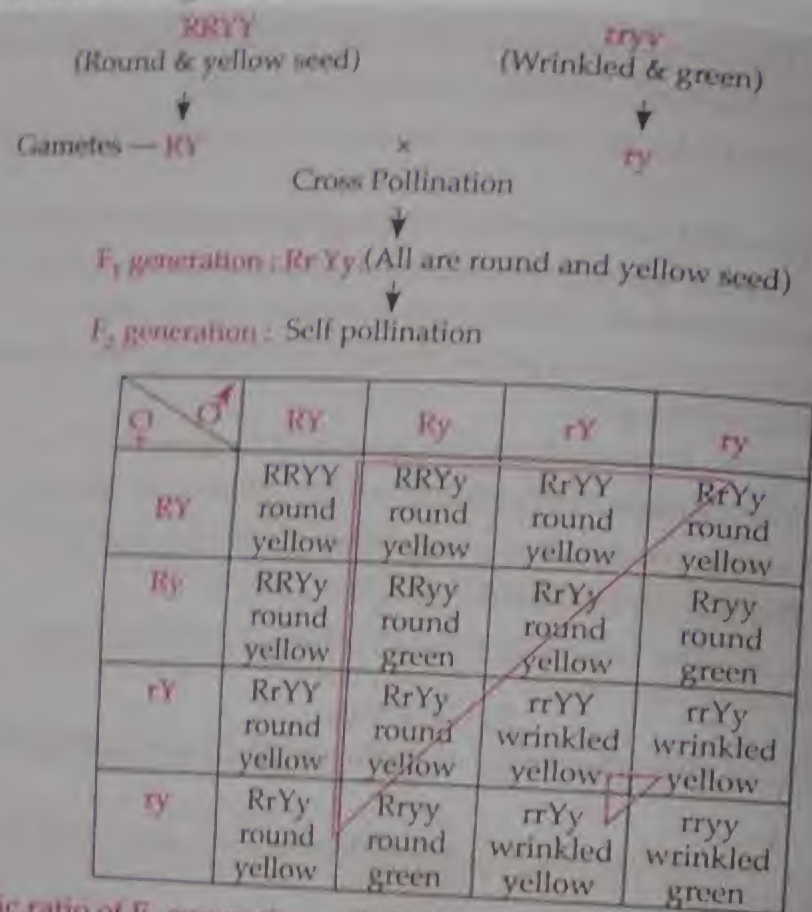 RRYY rryy
(Round & yellow seed) (Wrinkled & green)
Gametes — RY × ry
Cross Pollination
F₁ generation : Rr Yy (All are round and yellow seed)
F₂ generation : Self pollination
♀ ♂ RY Ry rY ry
RY RRYY RRYy RrYY RrYy
round round round round
yellow yellow yellow yellow
Ry RRYy RRyy RrYy Rryy
round round round round
yellow green yellow green
rY RrYY RrYy rrYY rrYy
round round wrinkled wrinkled
yellow yellow yellow yellow
ry RrYy Rryy rrYy rryy
round round wrinkled wrinkled
yellow green yellow green
ic ratio of F₂